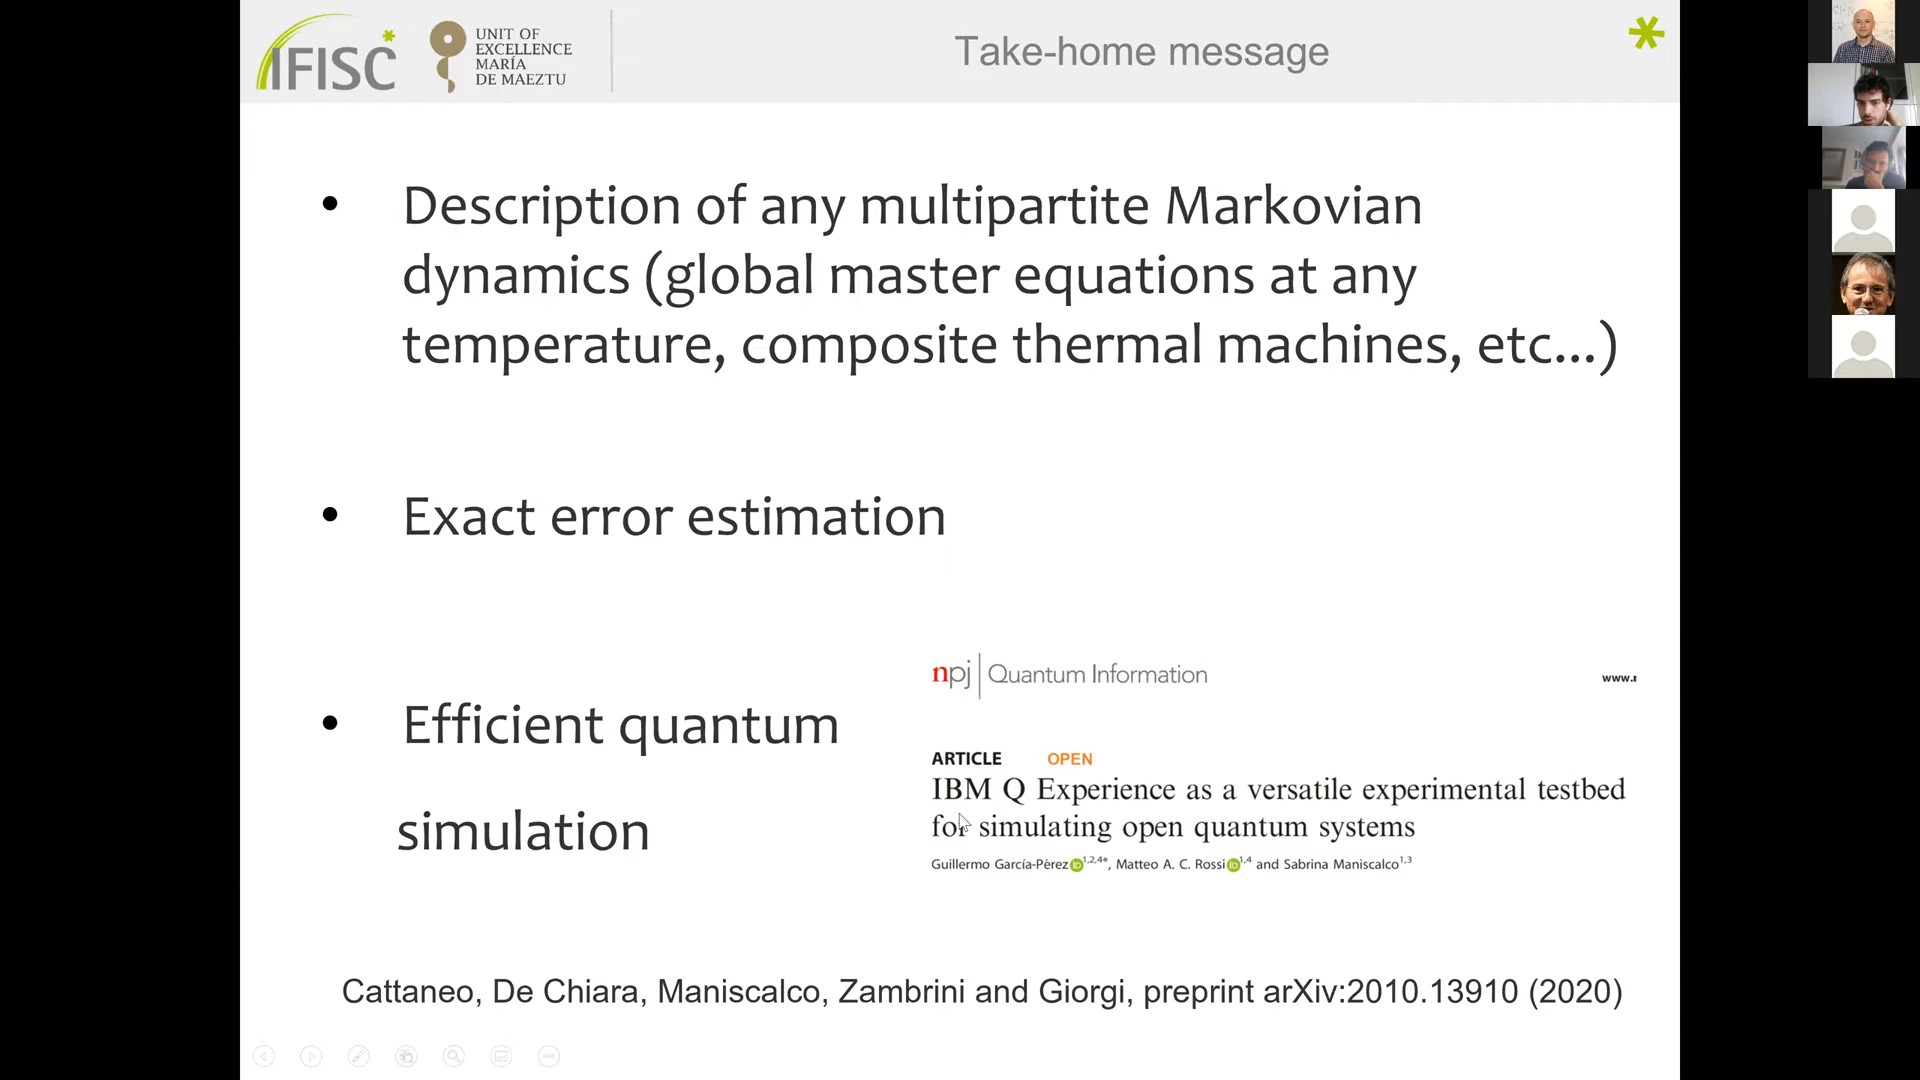 IFISC
UNIT OF
EXCELLENCE
MARÍA
DE MAEZTU
Take-home message
• Description of any multipartite Markovian
dynamics (global master equations at any
temperature, composite thermal machines, etc...)
• Exact error estimation
• Efficient quantum
simulation
npj Quantum Information
www.
ARTICLE OPEN
IBM Q Experience as a versatile experimental testbed
for simulating open quantum systems
Guillermo García-Pérez iD 1,2,4*, Matteo A. C. Rossi iD 1,4 and Sabrina Maniscalco 1,3
Cattaneo, De Chiara, Maniscalco, Zambrini and Giorgi, preprint arXiv:2010.13910 (2020)